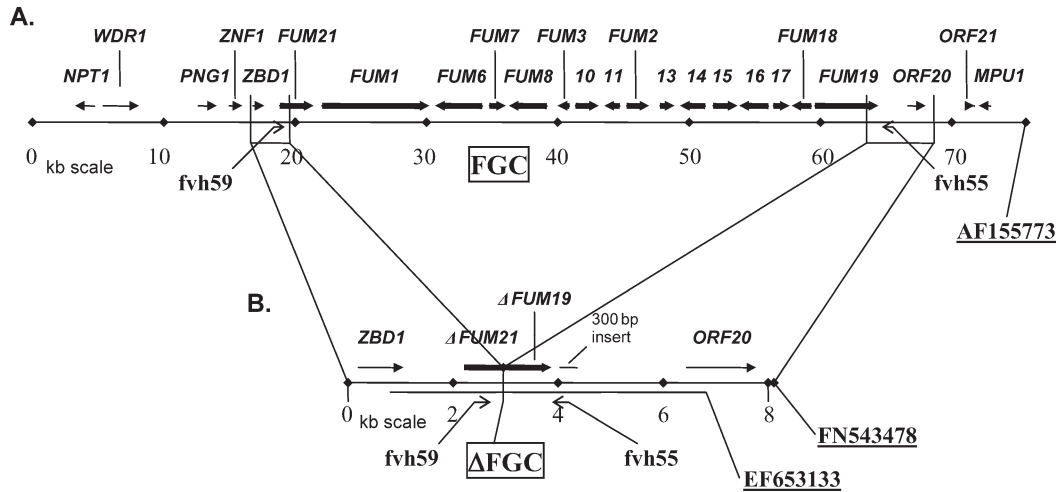 A.
WDR1 ZNF1 FUM21 FUM7 FUM3 FUM2 FUM18 ORF21
NPT1 PNG1 ZBD1 FUM1 FUM6 FUM8 10 11 13 14 15 16 17 FUM19 ORF20 MPU1
0 10 20 30 40 50 60 70
kb scale
fvh59 FGC fvh55
AF155773
B.
ΔFUM19
300 bp
insert
ZBD1 ΔFUM21 ORF20
0 2 4 6 8
kb scale
fvh59 fvh55
FN543478
ΔFGC
EF653133